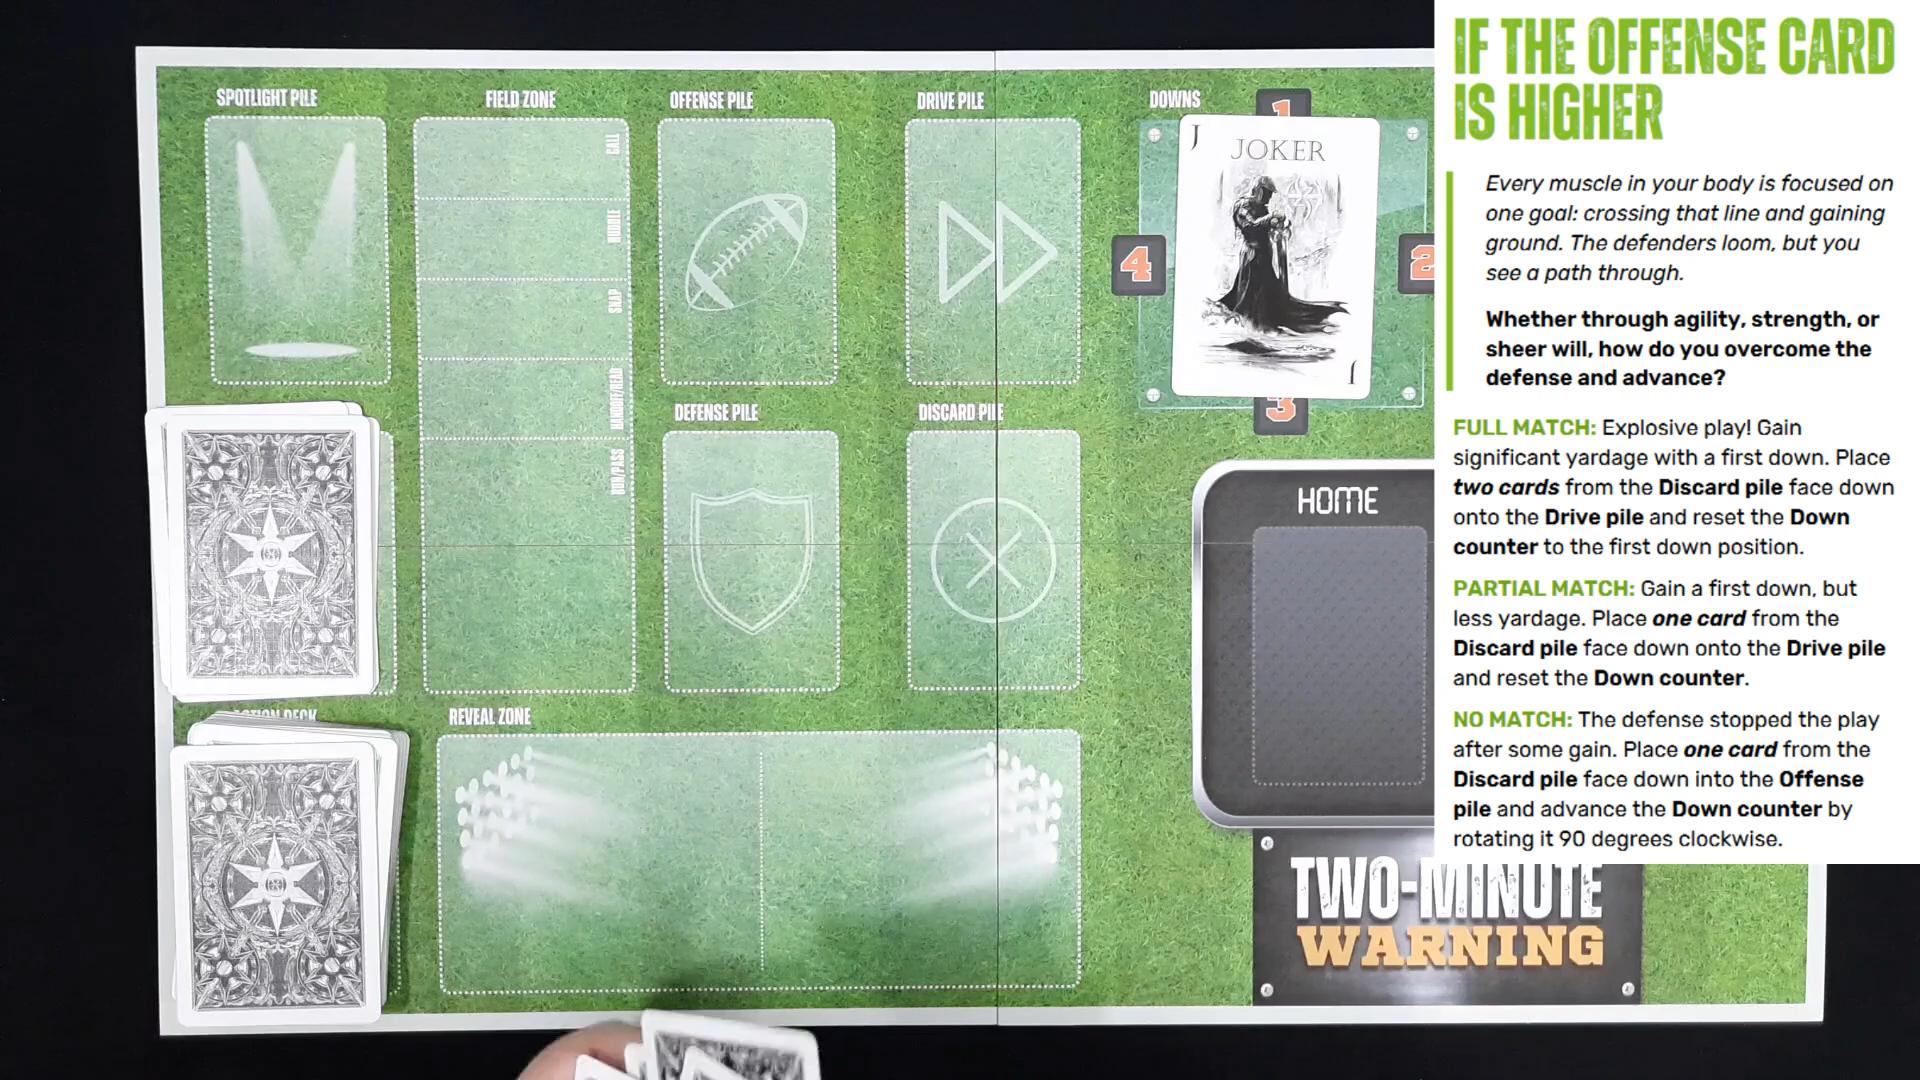 SPOTLIGHT PILE
FIELD ZONE
OFFENSE PILE
DRIVE PILE
DOWNS
CALL
HUDDLE
SNAP
HANDOFF/READ
RUN/PASS
1
2
3
4
J
JOKER
J
DEFENSE PILE
DISCARD PILE
HOME
ACTION DECK
REVEAL ZONE
TWO-MINUTE
WARNING
IF THE OFFENSE CARD
IS HIGHER
Every muscle in your body is focused on
one goal: crossing that line and gaining
ground. The defenders loom, but you
see a path through.
Whether through agility, strength, or
sheer will, how do you overcome the
defense and advance?
FULL MATCH: Explosive play! Gain
significant yardage with a first down. Place
two cards from the Discard pile face down
onto the Drive pile and reset the Down
counter to the first down position.
PARTIAL MATCH: Gain a first down, but
less yardage. Place one card from the
Discard pile face down onto the Drive pile
and reset the Down counter.
NO MATCH: The defense stopped the play
after some gain. Place one card from the
Discard pile face down into the Offense
pile and advance the Down counter by
rotating it 90 degrees clockwise.